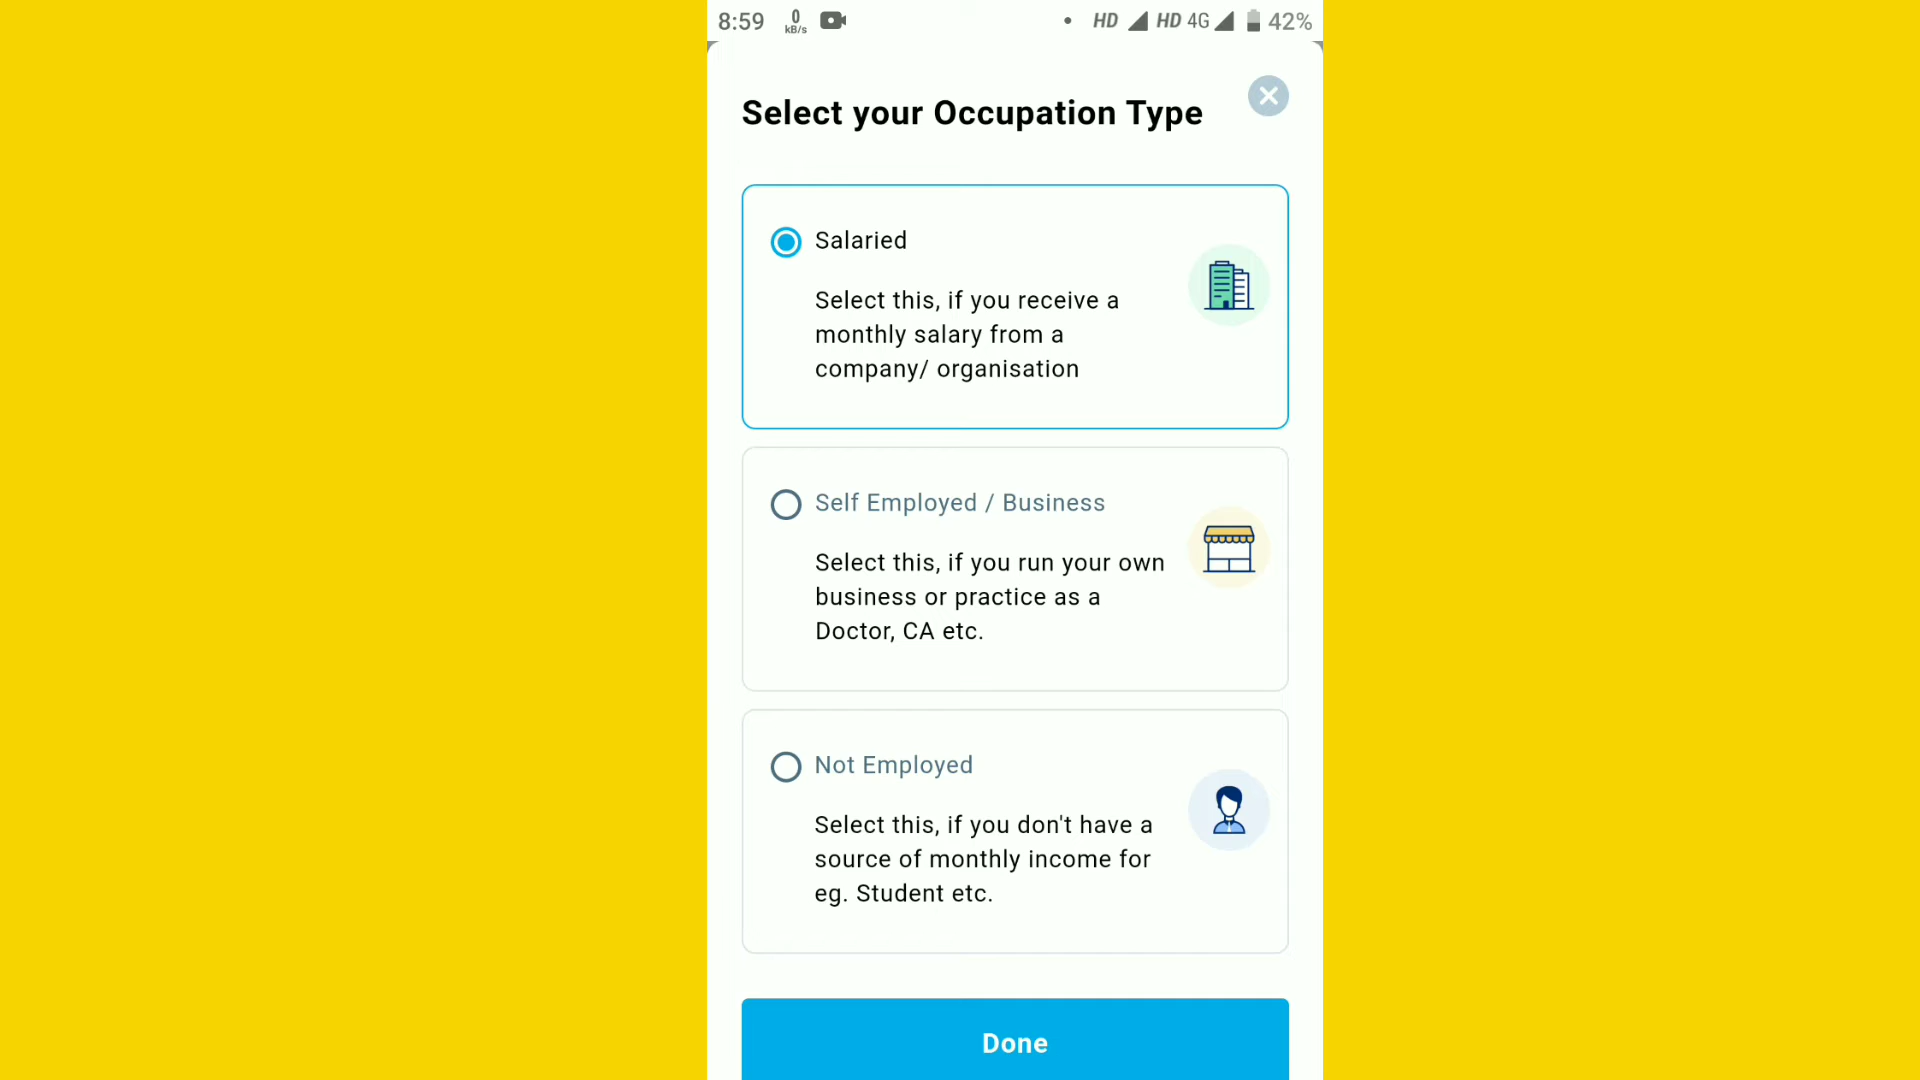 8:59 0 kB/s HD HD 4G 42%
Select your Occupation Type
Salaried
Select this, if you receive a
monthly salary from a
company/ organisation
Self Employed / Business
Select this, if you run your own
business or practice as a
Doctor, CA etc.
Not Employed
Select this, if you don't have a
source of monthly income for
eg. Student etc.
Done